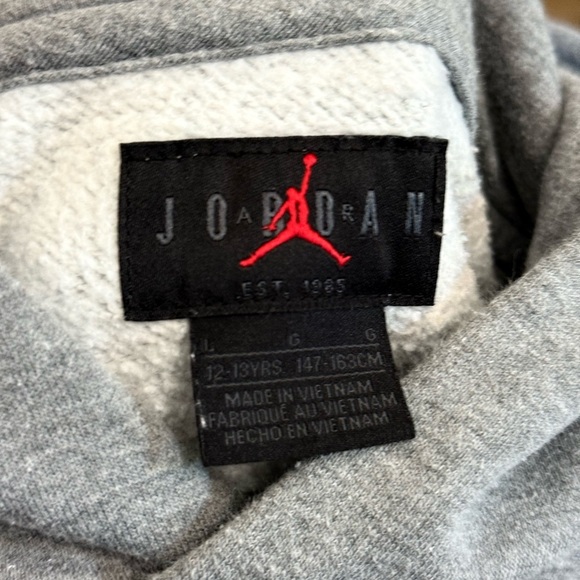 JORDAN
AIR
EST. 1985
L G G
12-13YRS. 147-163CM
MADE IN VIETNAM
FABRIQUÉ AU VIETNAM
HECHO EN VIETNAM